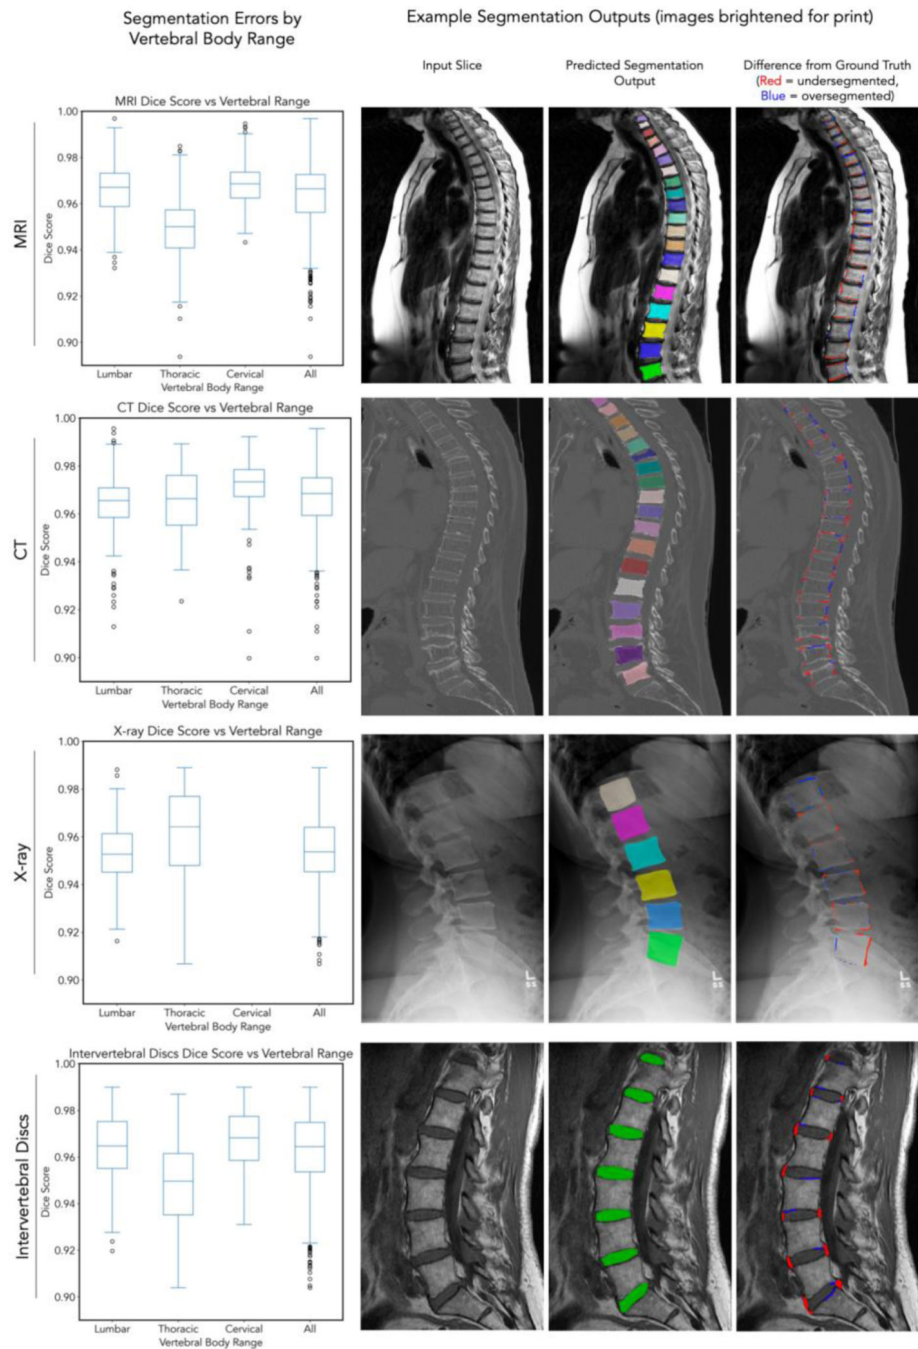 Segmentation Errors by
Vertebral Body Range
Example Segmentation Outputs (images brightened for print)
Input Slice
Predicted Segmentation
Output
Difference from Ground Truth
(Red = undersegmented,
Blue = oversegmented)
MRI
MRI Dice Score vs Vertebral Range
Dice Score
1.00
0.98
0.96
0.94
0.92
0.90
Lumbar Thoracic Cervical All
Vertebral Body Range
CT
CT Dice Score vs Vertebral Range
Dice Score
1.00
0.98
0.96
0.94
0.92
0.90
Lumbar Thoracic Cervical All
Vertebral Body Range
X-ray
X-ray Dice Score vs Vertebral Range
Dice Score
1.00
0.98
0.96
0.94
0.92
0.90
Lumbar Thoracic Cervical All
Vertebral Body Range
L
SS
L
SS
L
SS
Intervertebral Discs
Intervertebral Discs Dice Score vs Vertebral Range
Dice Score
1.00
0.98
0.96
0.94
0.92
0.90
Lumbar Thoracic Cervical All
Vertebral Body Range